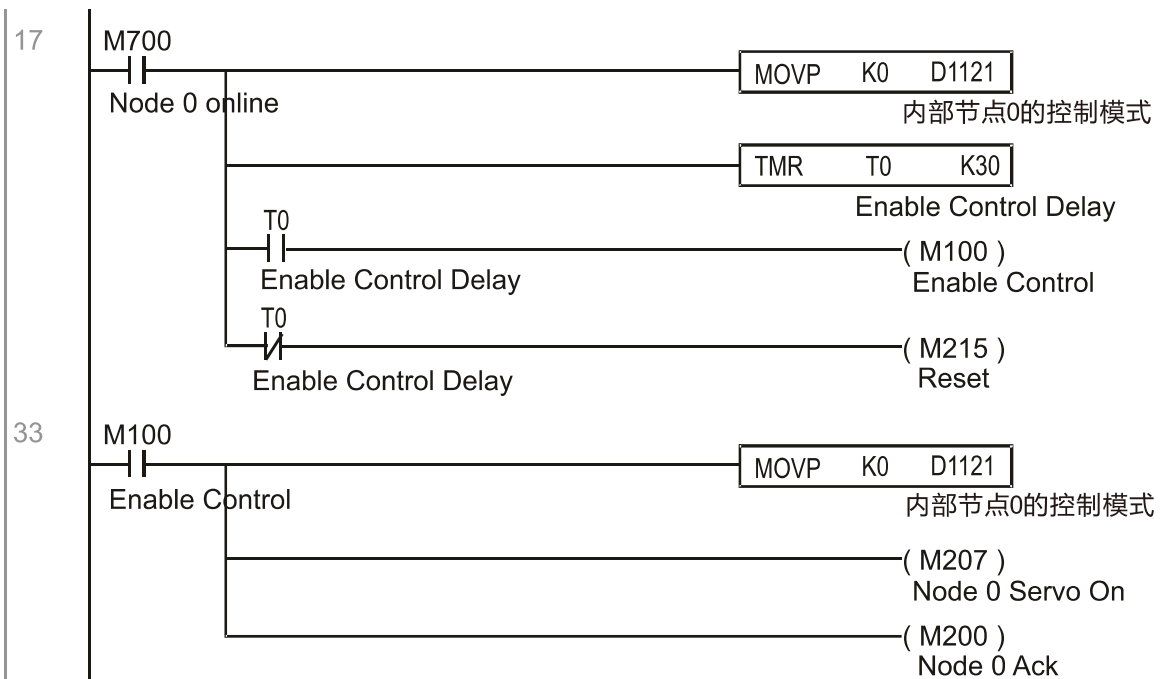 17
M700
Node 0 online
MOVP K0 D1121
内部节点0的控制模式
TMR T0 K30
Enable Control Delay
T0
( M100 )
Enable Control Delay
Enable Control
T0
( M215 )
Enable Control Delay
Reset
33
M100
Enable Control
MOVP K0 D1121
内部节点0的控制模式
( M207 )
Node 0 Servo On
( M200 )
Node 0 Ack